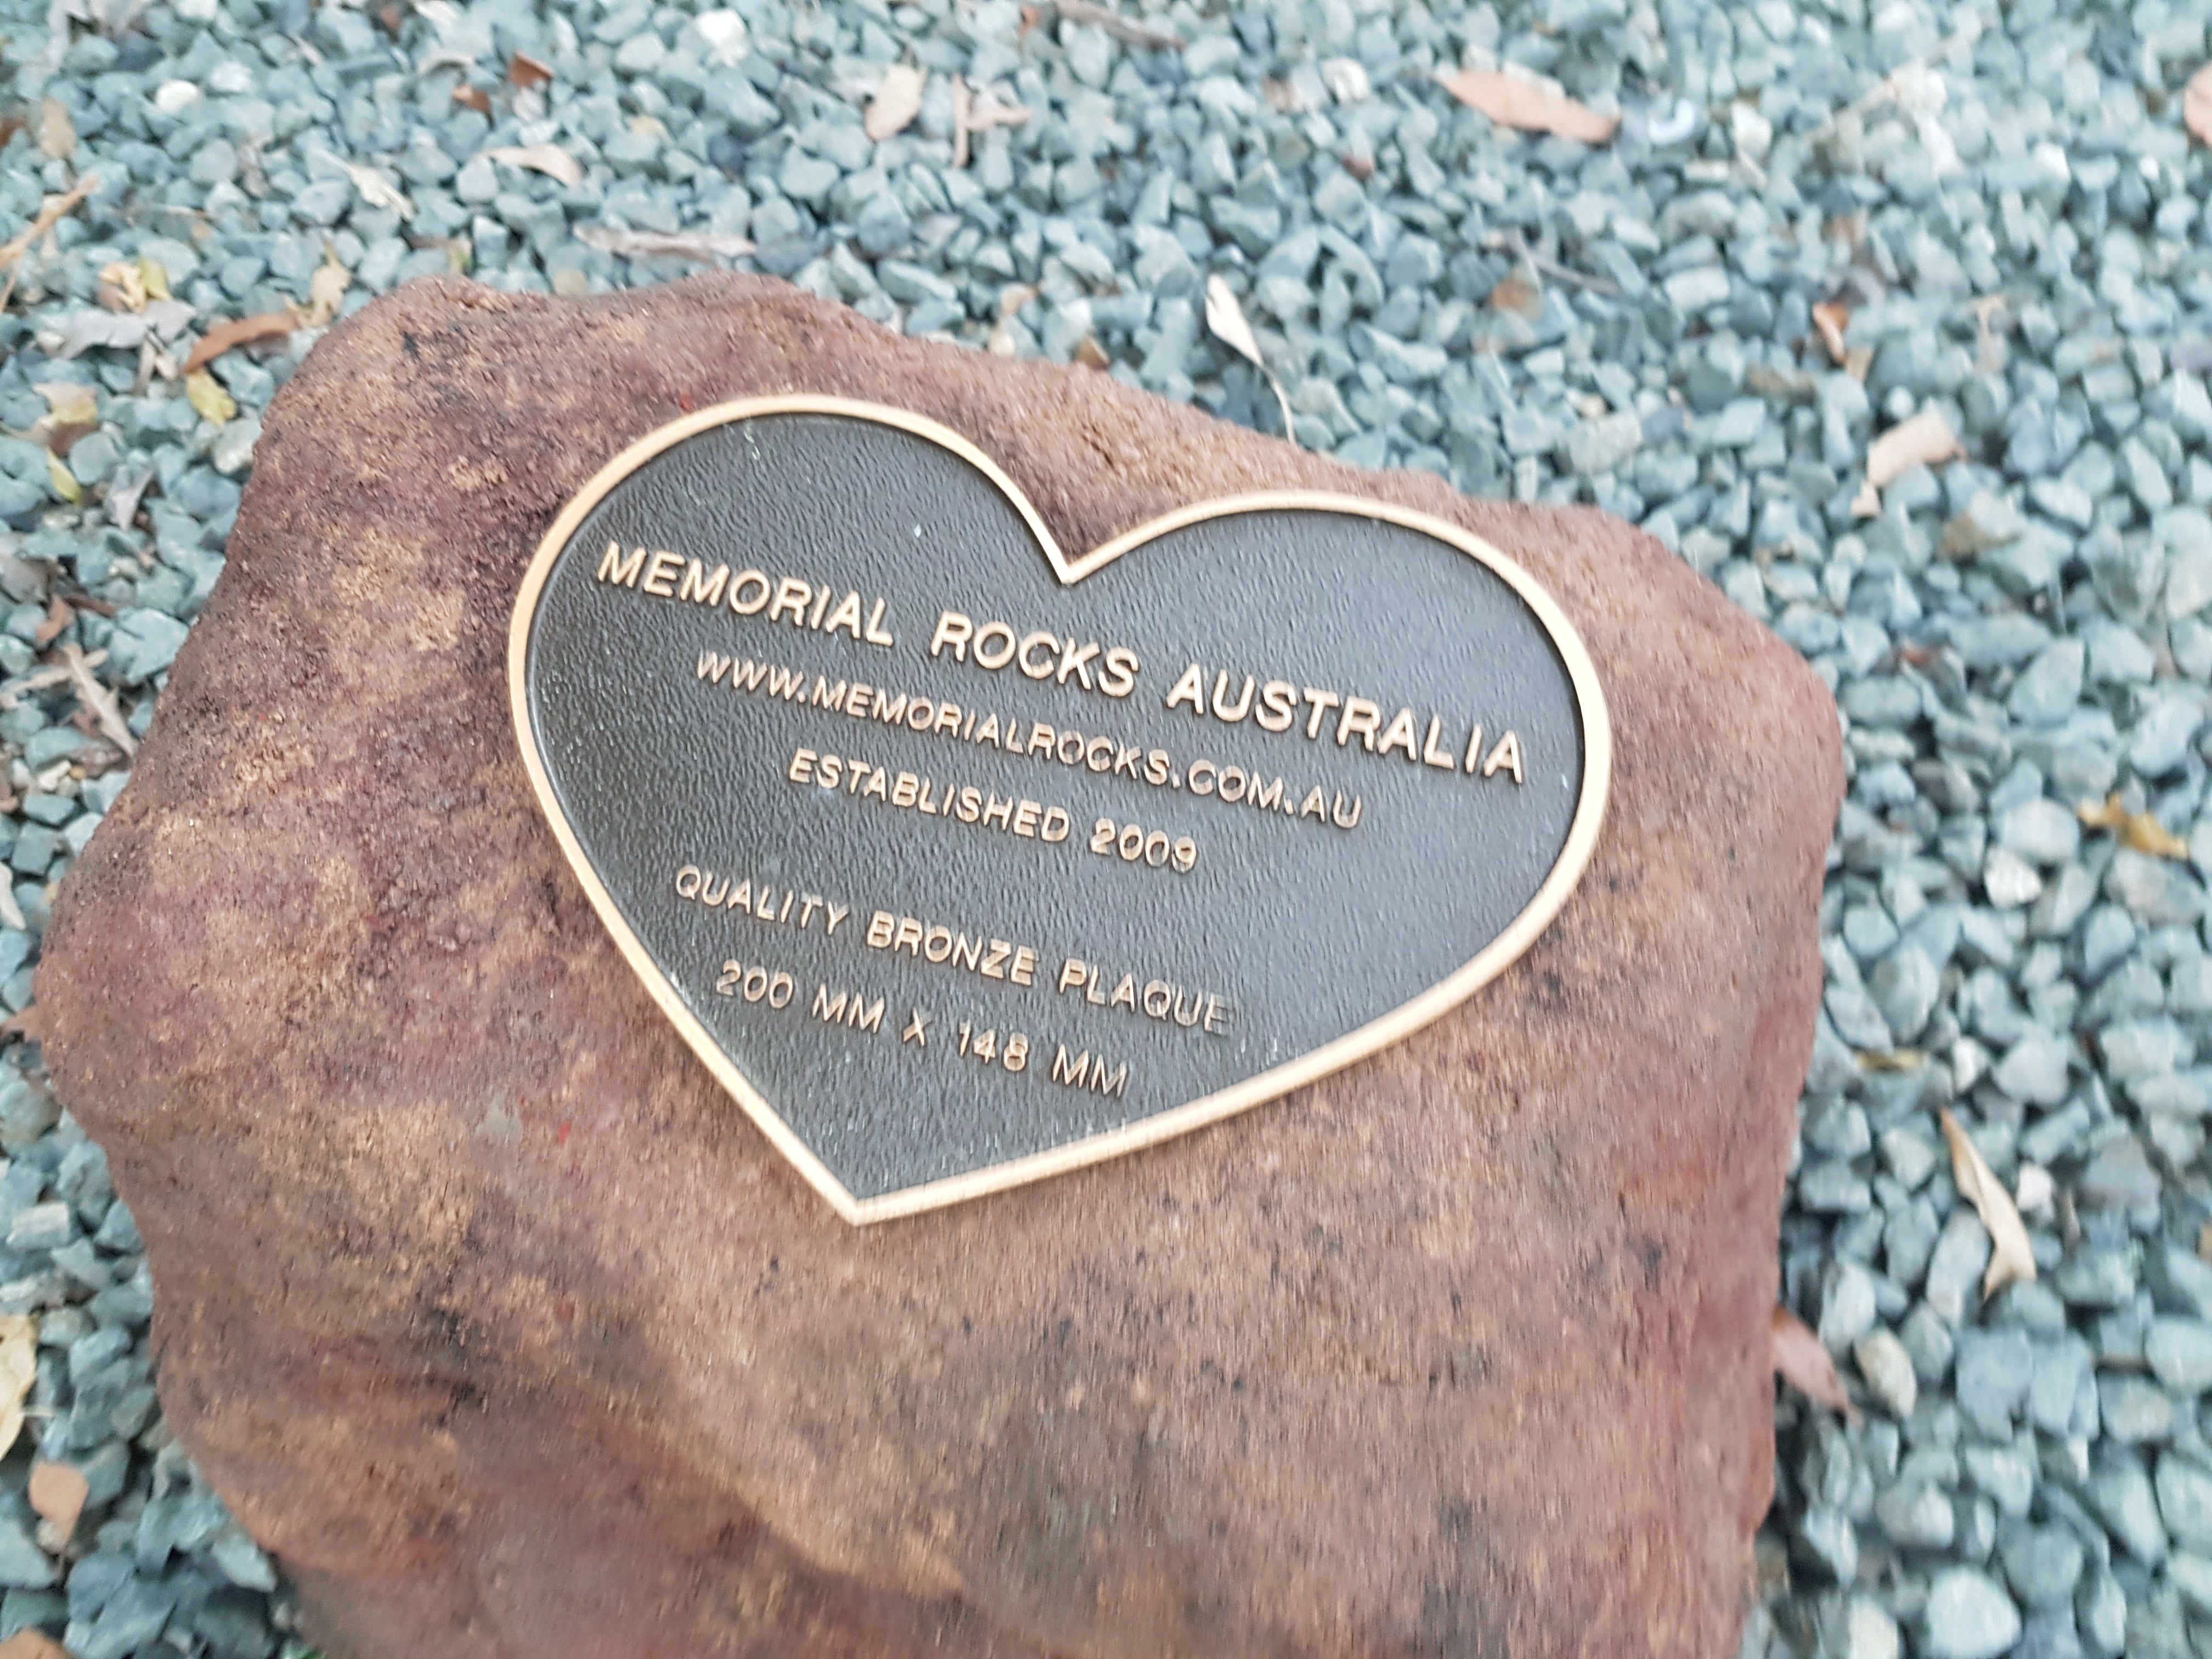 MEMORIAL ROCKS AUSTRALIA
WWW.MEMORIALROCKS.COM.AU
ESTABLISHED 2009
QUALITY BRONZE PLAQUE
200 MM X 148 MM